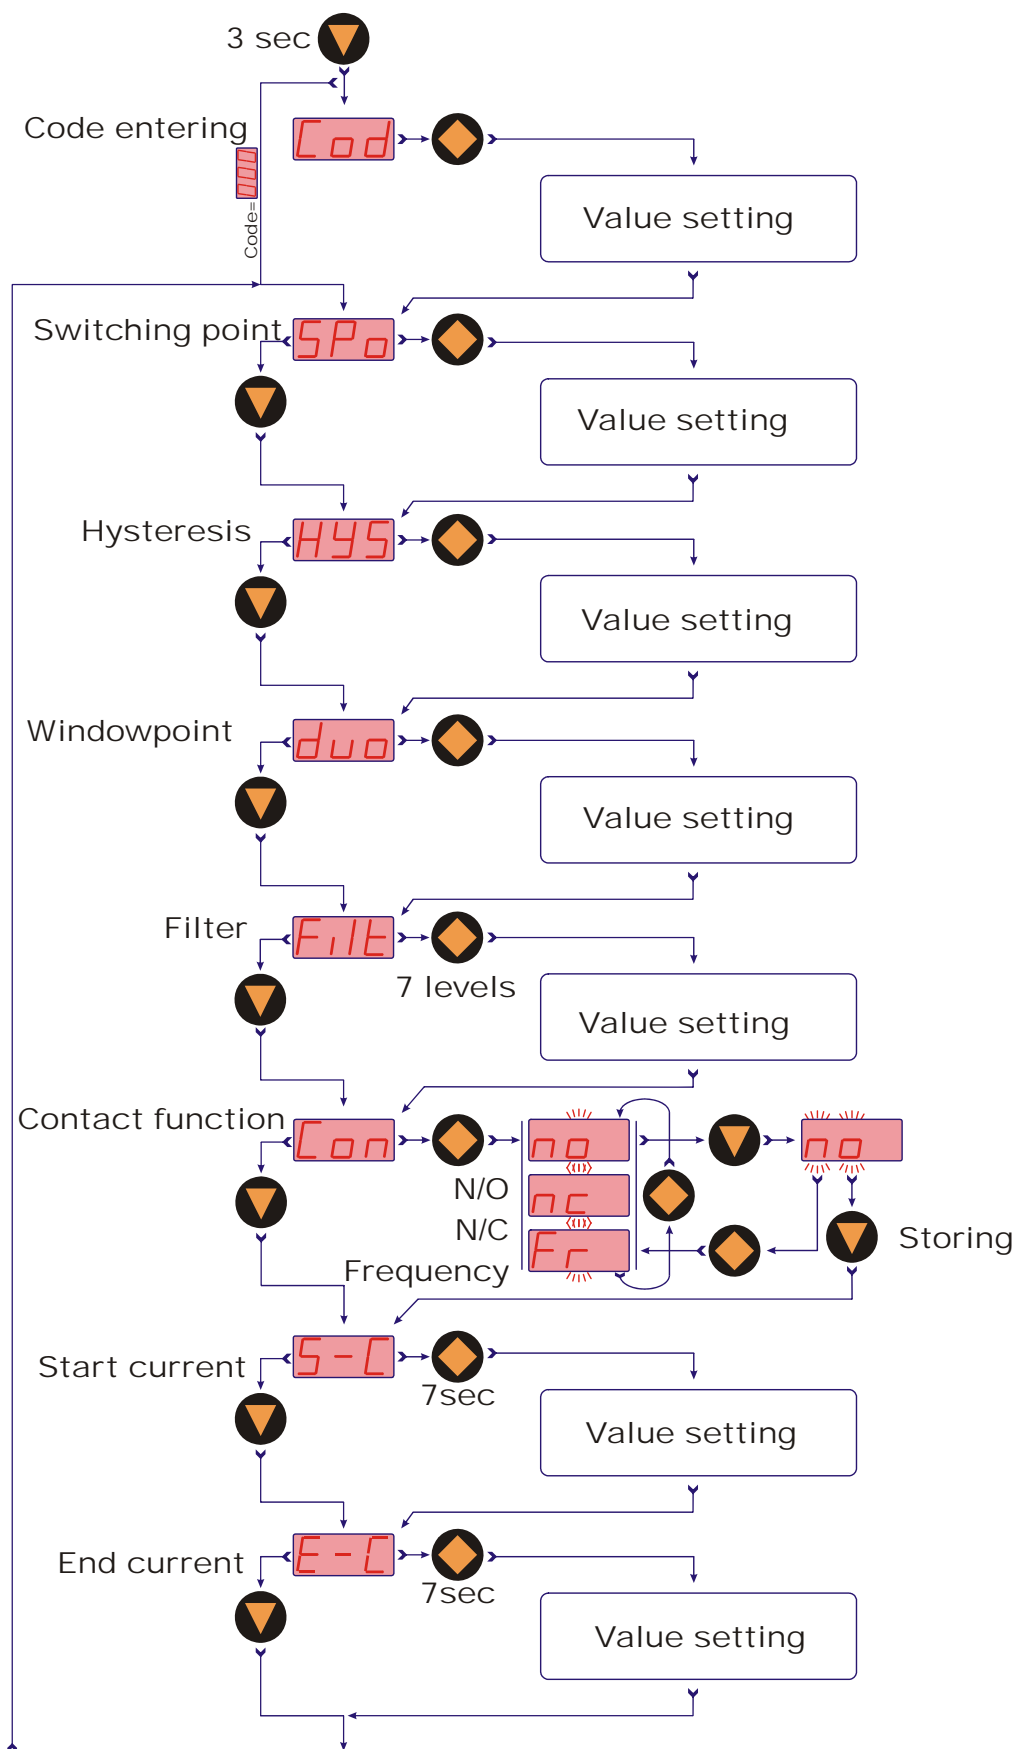 3 sec
Code entering
Cod
Code=
Value setting
Switching point
SPo
Value setting
Hysteresis
HYS
Value setting
Windowpoint
duo
Value setting
Filter
Filt
7 levels
Value setting
Contact function
Con
no
no
N/O
nc
N/C
Fr
Storing
Frequency
Start current
S-C
7sec
Value setting
End current
E-C
7sec
Value setting